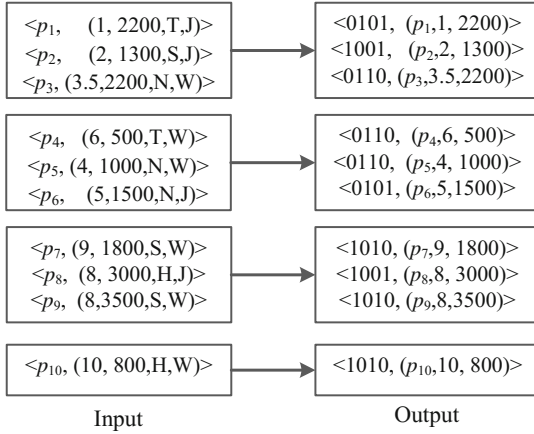 <p₁, (1, 2200,T,J)> <0101, (p₁,1, 2200)>
<p₂, (2, 1300,S,J)> <1001, (p₂,2, 1300)>
<p₃, (3.5,2200,N,W)> <0110, (p₃,3.5,2200)>
<p₄, (6, 500,T,W)> <0110, (p₄,6, 500)>
<p₅, (4, 1000,N,W)> <0110, (p₅,4, 1000)>
<p₆, (5,1500,N,J)> <0101, (p₆,5,1500)>
<p₇, (9, 1800,S,W)> <1010, (p₇,9, 1800)>
<p₈, (8, 3000,H,J)> <1001, (p₈,8, 3000)>
<p₉, (8,3500,S,W)> <1010, (p₉,8,3500)>
<p₁₀, (10, 800,H,W)> <1010, (p₁₀,10, 800)>
Input Output